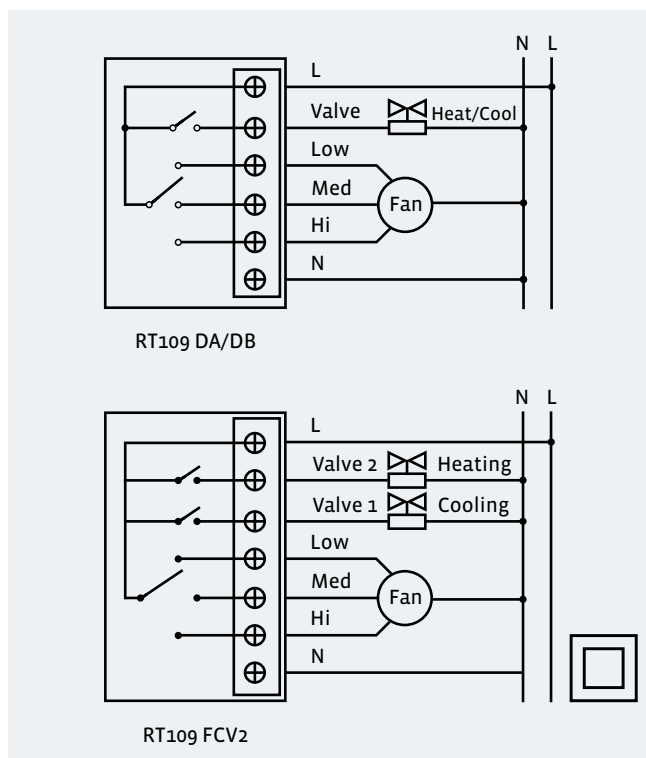 N L
L
Valve Heat/Cool
Low
Med
Fan
Hi
N
RT109 DA/DB
N L
L
Valve 2 Heating
Valve 1 Cooling
Low
Med
Fan
Hi
N
RT109 FCV2